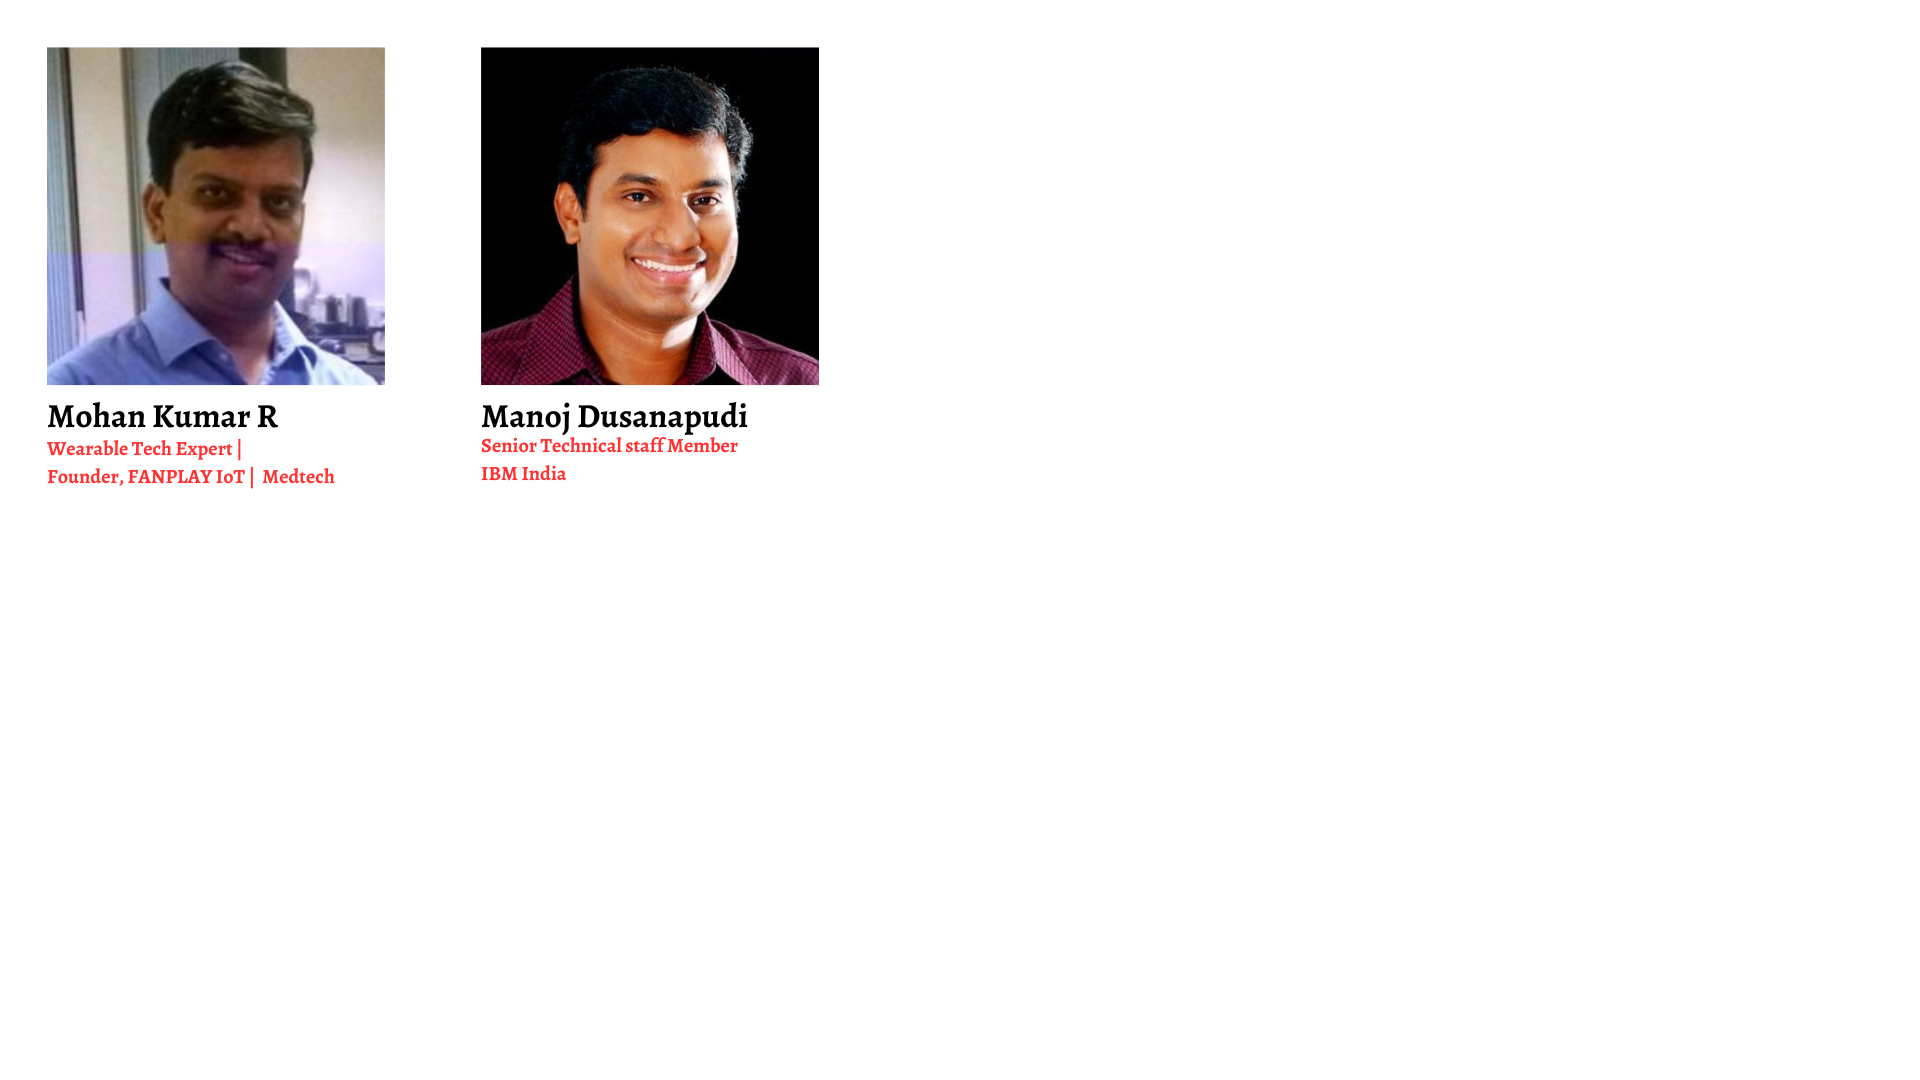 Mohan Kumar R
Wearable Tech Expert |
Founder, FANPLAY IoT | Medtech
Manoj Dusanapudi
Senior Technical staff Member
IBM India